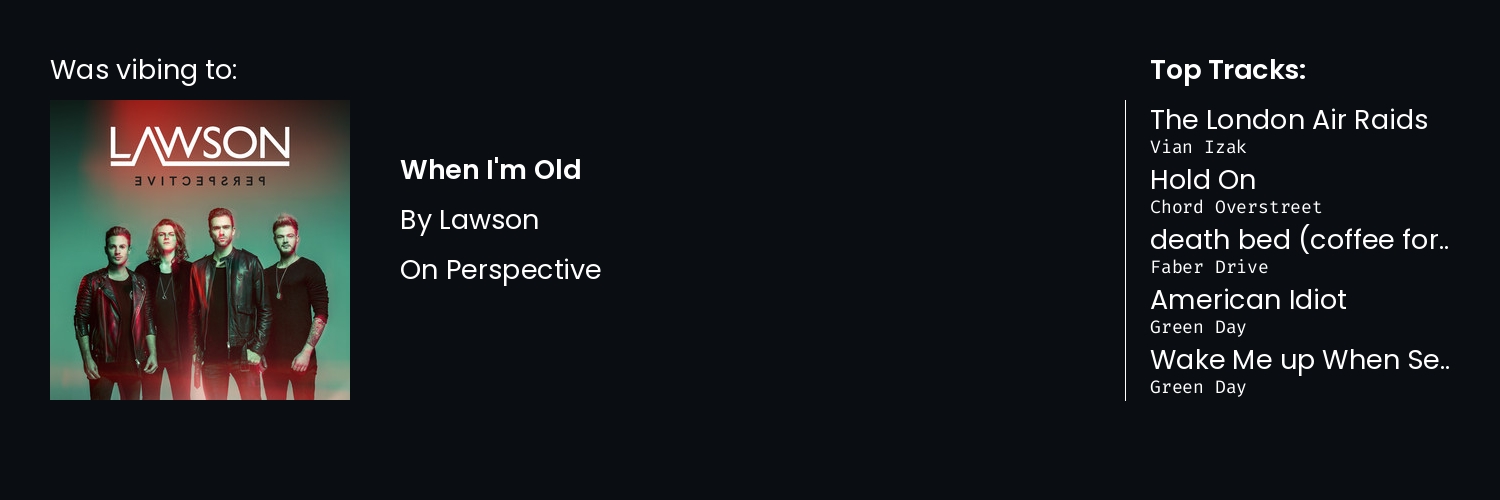 Was vibing to:
LAWSON
PERSPECTIVE
When I'm Old
By Lawson
On Perspective
Top Tracks:
The London Air Raids
Vian Izak
Hold On
Chord Overstreet
death bed (coffee for..
Faber Drive
American Idiot
Green Day
Wake Me up When Se..
Green Day